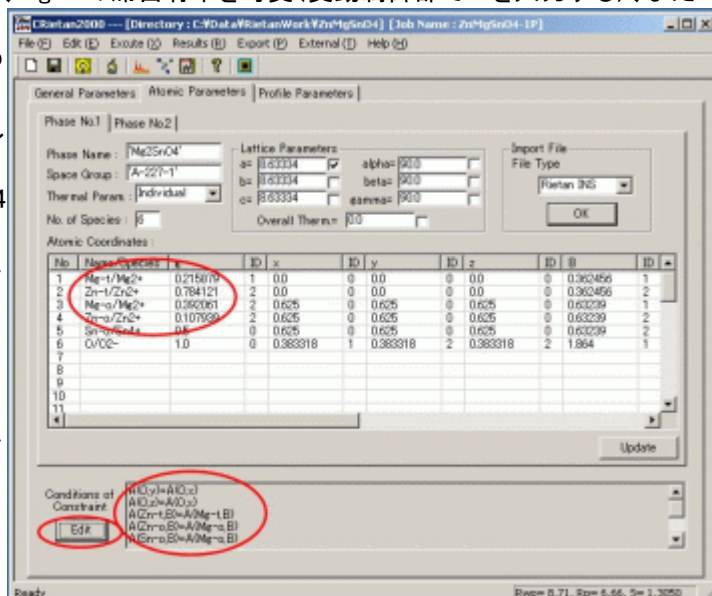 CRietan2000 --- [Directory : C:¥Data¥RietanWork¥ZnMgSnO4] [Job Name : ZnMgSnO4-1P]
File(F) Edit(E) Excute(X) Results(R) Export(P) External(T) Help(H)
General Parameters Atomic Parameters Profile Parameters
Phase No.1 Phase No.2
Phase Name : 'Mg2SnO4'
Space Group : 'A-227-1'
Thermal Param. : Individual
No. of Species : 6
Lattice Parameters
a= 8.63334 alpha= 90.0
b= 8.63334 beta= 90.0
c= 8.63334 gamma= 90.0
Overall Therm.= 0.0
Import File
File Type
Rietan INS
OK
Atomic Coordinates :
No Name/Species g ID x ID y ID z ID B ID
1 Mg-t/Mg2+ 0.215879 1 0.0 0 0.0 0 0.0 0 0.362456 1
2 Zn-t/Zn2+ 0.784121 2 0.0 0 0.0 0 0.0 0 0.362456 2
3 Mg-o/Mg2+ 0.392061 2 0.625 0 0.625 0 0.625 0 0.63239 1
4 Zn-o/Zn2+ 0.107939 2 0.625 0 0.625 0 0.625 0 0.63239 2
5 Sn-o/Sn4+ 0.5 0 0.625 0 0.625 0 0.625 0 0.63239 2
6 O/O2- 1.0 0 0.383318 1 0.383318 2 0.383318 2 1.864 1
7
8
9
10
11
Update
Conditions of Constraint
Edit
A(O,y)=A(O,x)
A(O,z)=A(O,x)
A(Zn-t,B)=A(Mg-t,B)
A(Zn-o,B)=A(Mg-o,B)
A(Sn-o,B)=A(Mg-o,B)
Ready
Rwp= 8.71, Rp= 6.66, S= 1.3050